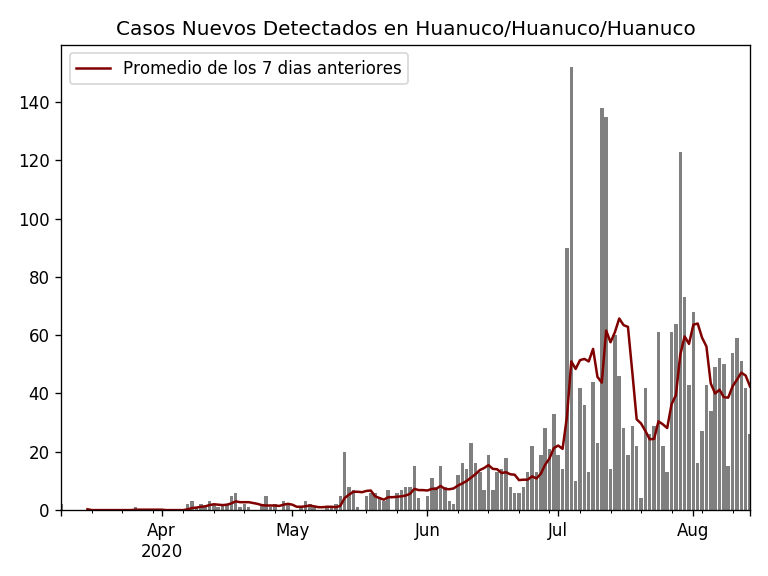 Casos Nuevos Detectados en Huanuco/Huanuco/Huanuco
Promedio de los 7 dias anteriores
140
120
100
80
60
40
20
0
Apr
2020
May
Jun
Jul
Aug